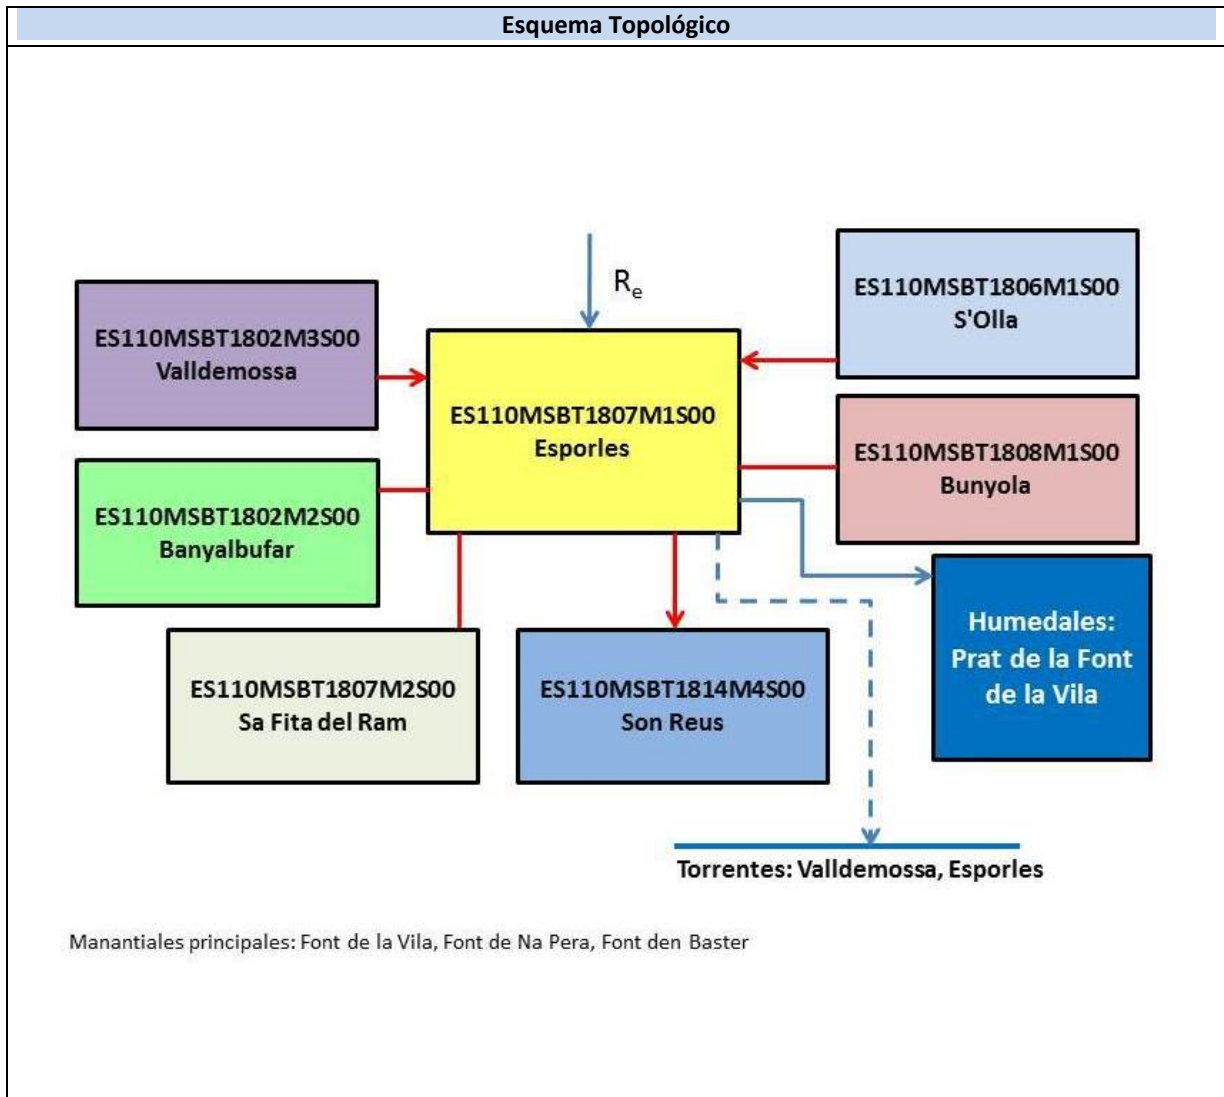 Esquema Topológico
Re
ES110MSBT1806M1S00
S'Olla
ES110MSBT1802M3S00
Valldemossa
ES110MSBT1807M1S00
Esporles
ES110MSBT1808M1S00
Bunyola
ES110MSBT1802M2S00
Banyalbufar
Humedales:
Prat de la Font
de la Vila
ES110MSBT1807M2S00
Sa Fita del Ram
ES110MSBT1814M4S00
Son Reus
Torrentes: Valldemossa, Esporles
Manantiales principales: Font de la Vila, Font de Na Pera, Font den Baster